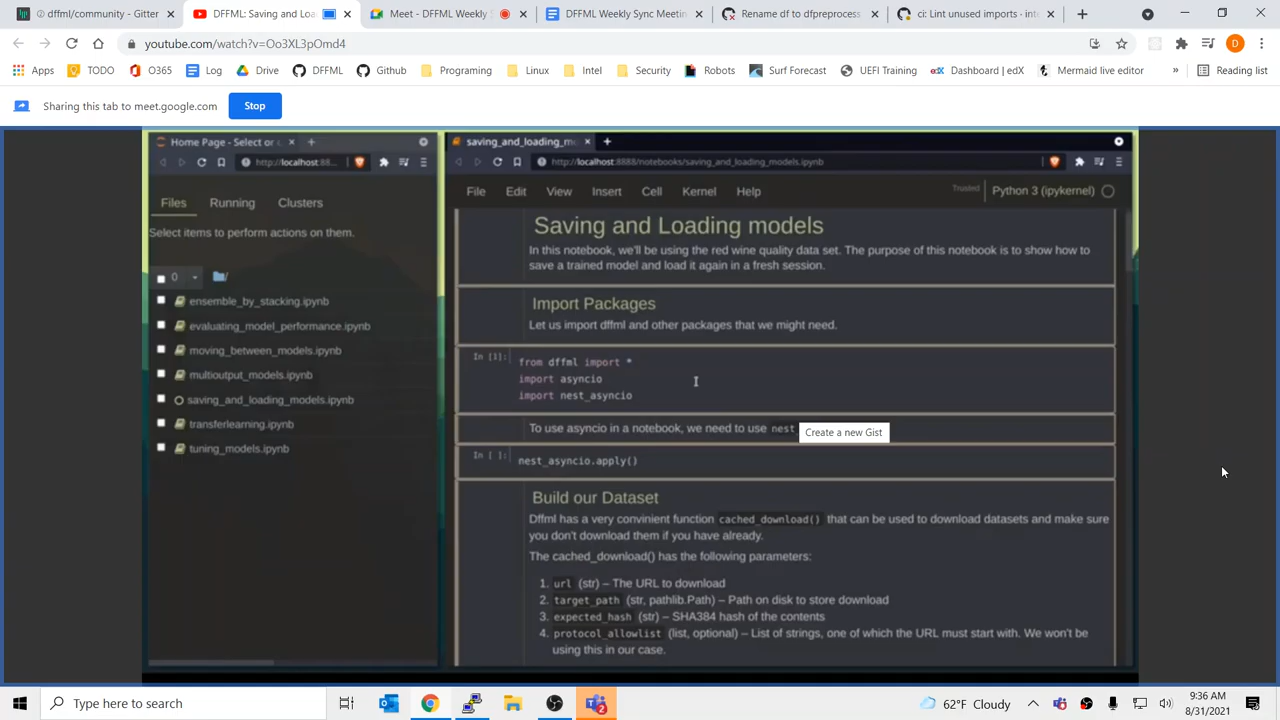 dffml/community - Gitter
DFFML: Saving and Loa
Meet - DFFML Weekly S
DFFML Weekly Sync Meetin
Rename df to dfpreprocess
ci: Lint unused imports - inte
youtube.com/watch?v=Oo3XL3pOmd4
D
Apps
TODO
O365
Log
Drive
DFFML
Github
Programing
Linux
Intel
Security
Robots
Surf Forecast
UEFI Training
edX
Dashboard | edX
Mermaid live editor
»
Reading list
Sharing this tab to meet.google.com
Stop
Home Page - Select or
http://localhost:88...
Files
Running
Clusters
Select items to perform actions on them.
0
/
ensemble_by_stacking.ipynb
evaluating_model_performance.ipynb
moving_between_models.ipynb
multioutput_models.ipynb
saving_and_loading_models.ipynb
transferlearning.ipynb
tuning_models.ipynb
saving_and_loading_mo
http://localhost:8888/notebooks/saving_and_loading_models.ipynb
File
Edit
View
Insert
Cell
Kernel
Help
Trusted
Python 3 (ipykernel)
Saving and Loading models
In this notebook, we'll be using the red wine quality data set. The purpose of this notebook is to show how to
save a trained model and load it again in a fresh session.
Import Packages
Let us import dffml and other packages that we might need.
In [1]:
from dffml import *
import asyncio
import nest_asyncio
To use asyncio in a notebook, we need to use nest
Create a new Gist
In [ ]:
nest_asyncio.apply()
Build our Dataset
Dffml has a very convinient function cached_download() that can be used to download datasets and make sure
you don't download them if you have already.
The cached_download() has the following parameters:
1. url (str) – The URL to download
2. target_path (str, pathlib.Path) – Path on disk to store download
3. expected_hash (str) – SHA384 hash of the contents
4. protocol_allowlist (list, optional) – List of strings, one of which the URL must start with. We won't be
using this in our case.
Type here to search
2
62°F Cloudy
9:36 AM
8/31/2021